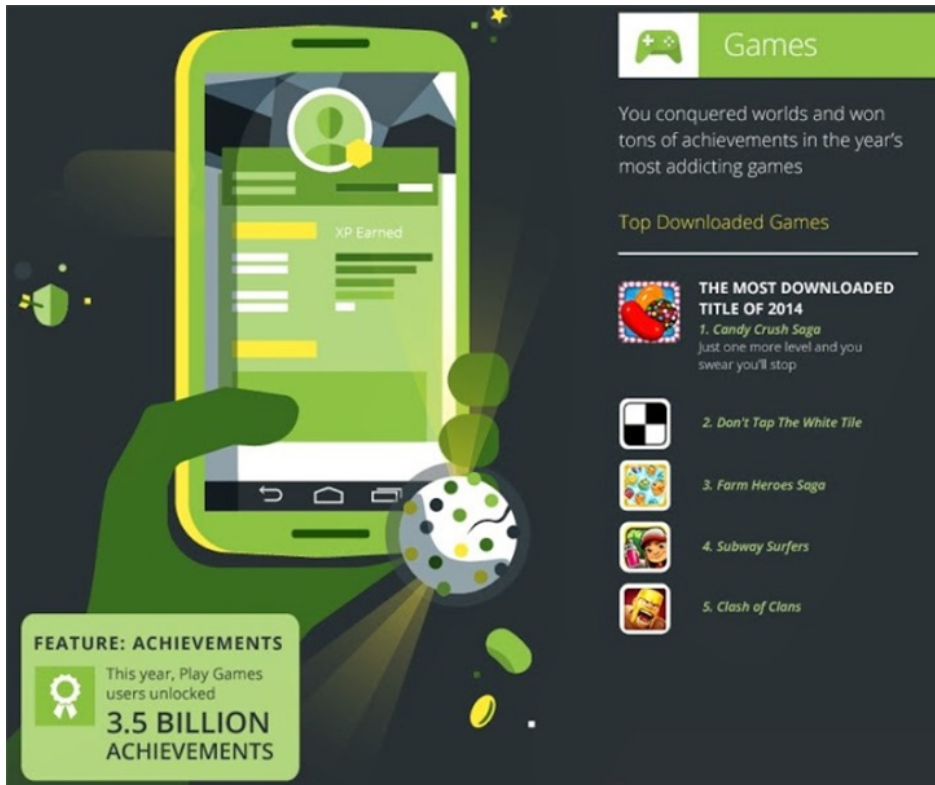 Games
You conquered worlds and won
tons of achievements in the year's
most addicting games
Top Downloaded Games
THE MOST DOWNLOADED
TITLE OF 2014
1. Candy Crush Saga
Just one more level and you
swear you'll stop
2. Don't Tap The White Tile
3. Farm Heroes Saga
4. Subway Surfers
5. Clash of Clans
XP Earned
FEATURE: ACHIEVEMENTS
This year, Play Games
users unlocked
3.5 BILLION
ACHIEVEMENTS